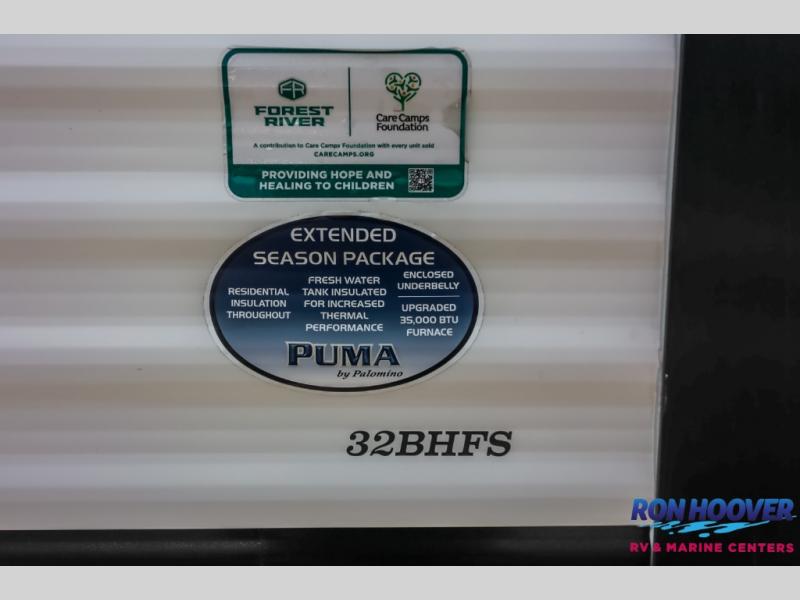 FR
FOREST
RIVER
Care Camps
Foundation
A contribution to Care Camps Foundation with every unit sold
CARECAMPS.ORG
PROVIDING HOPE AND
HEALING TO CHILDREN
EXTENDED
SEASON PACKAGE
RESIDENTIAL
INSULATION
THROUGHOUT
FRESH WATER
TANK INSULATED
FOR INCREASED
THERMAL
PERFORMANCE
ENCLOSED
UNDERBELLY
UPGRADED
35,000 BTU
FURNACE
PUMA
by Palomino
32BHFS
RON HOOVER
RV & MARINE CENTERS